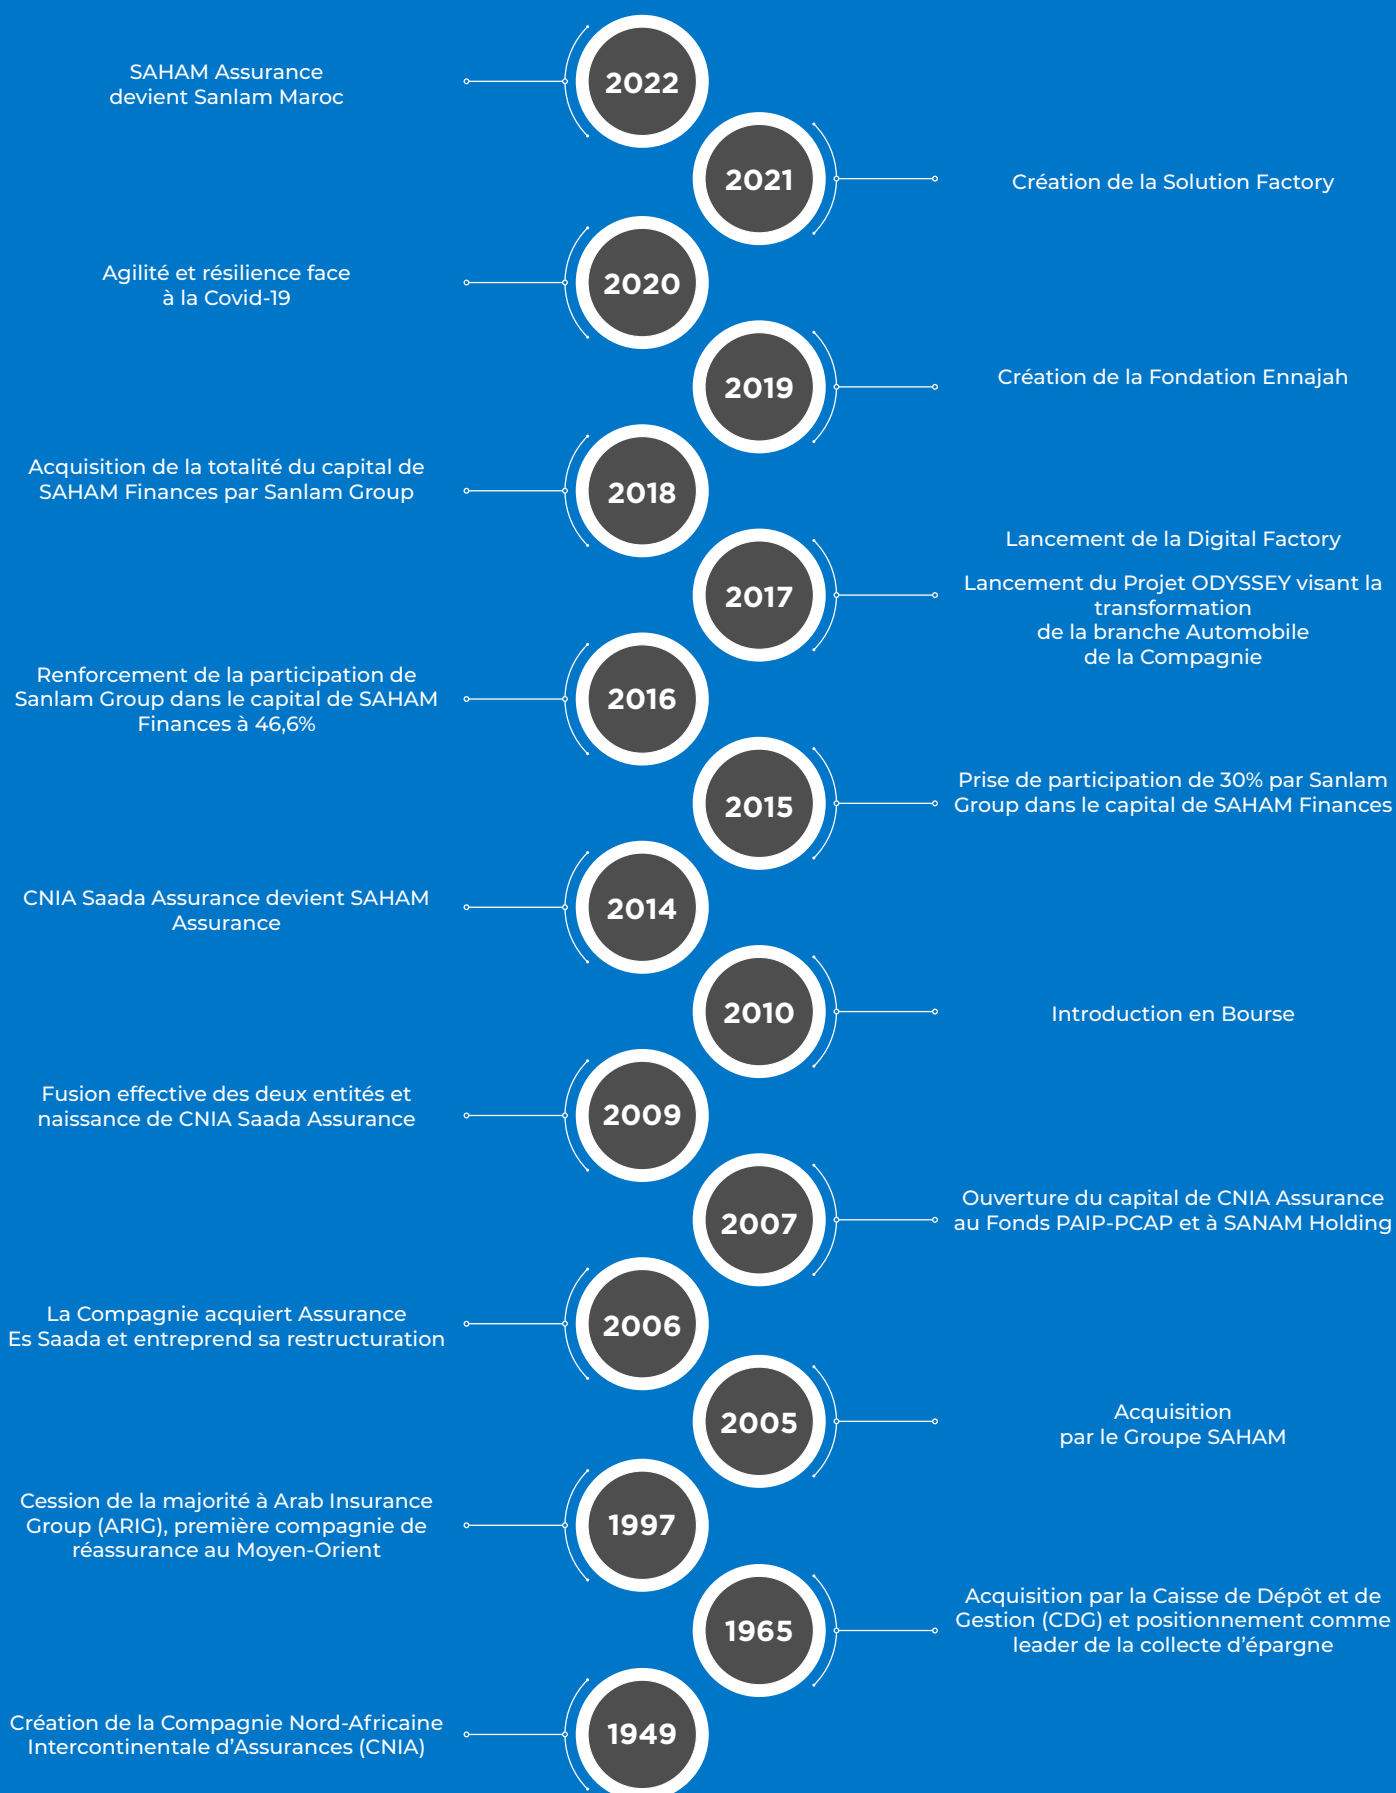 SAHAM Assurance
devient Sanlam Maroc
2022
2021
Création de la Solution Factory
Agilité et résilience face
à la Covid-19
2020
2019
Création de la Fondation Ennajah
Acquisition de la totalité du capital de
SAHAM Finances par Sanlam Group
2018
2017
Lancement de la Digital Factory
Lancement du Projet ODYSSEY visant la
transformation
de la branche Automobile
de la Compagnie
Renforcement de la participation de
Sanlam Group dans le capital de SAHAM
Finances à 46,6%
2016
2015
Prise de participation de 30% par Sanlam
Group dans le capital de SAHAM Finances
CNIA Saada Assurance devient SAHAM
Assurance
2014
2010
Introduction en Bourse
Fusion effective des deux entités et
naissance de CNIA Saada Assurance
2009
2007
Ouverture du capital de CNIA Assurance
au Fonds PAIP-PCAP et à SANAM Holding
La Compagnie acquiert Assurance
Es Saada et entreprend sa restructuration
2006
2005
Acquisition
par le Groupe SAHAM
Cession de la majorité à Arab Insurance
Group (ARIG), première compagnie de
réassurance au Moyen-Orient
1997
1965
Acquisition par la Caisse de Dépôt et de
Gestion (CDG) et positionnement comme
leader de la collecte d’épargne
Création de la Compagnie Nord-Africaine
Intercontinentale d’Assurances (CNIA)
1949